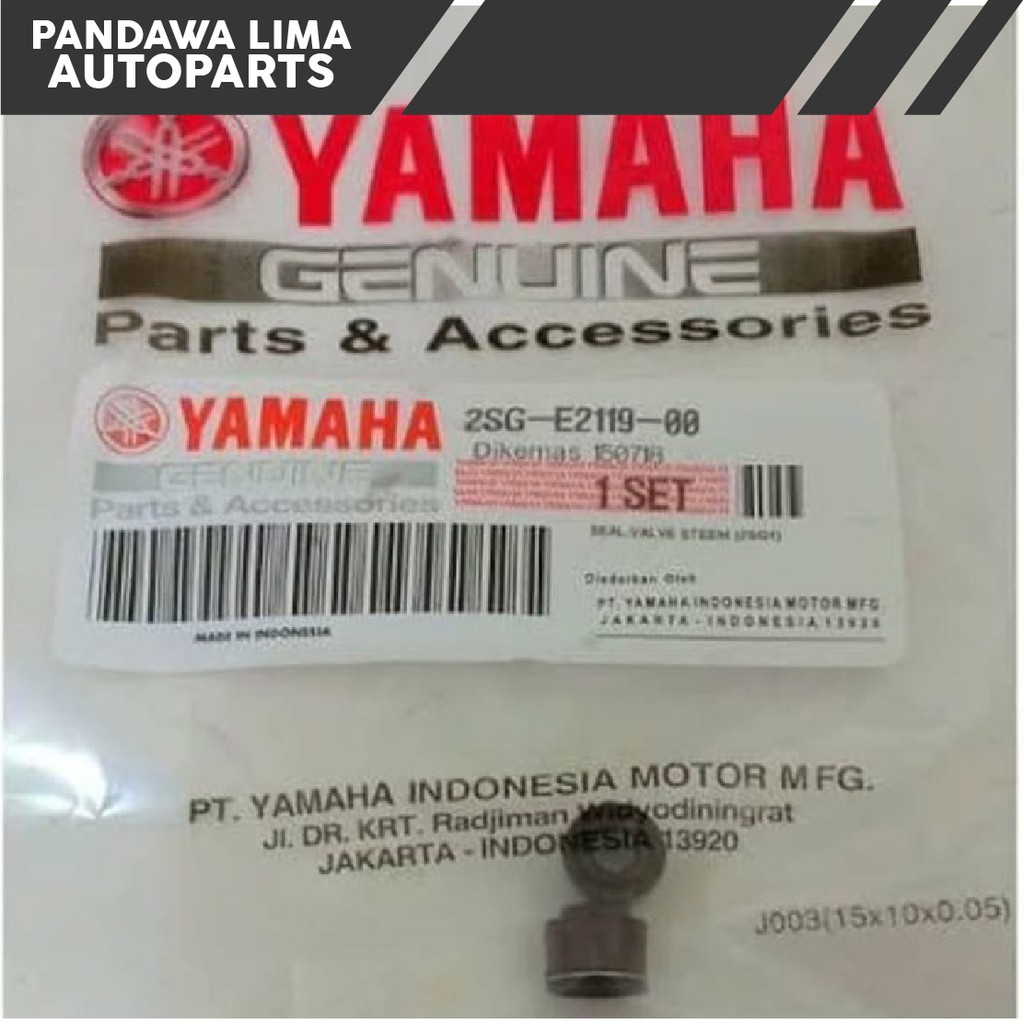 PANDAWA LIMA
AUTOPARTS
YAMAHA
GENUINE
Parts & Accessories
YAMAHA
GENUINE
Parts & Accessories
2SG-E2119-00
Dikemas 150718
1 SET
SEAL, VALVE STEEM (2SG1)
Diedarkan Oleh
PT. YAMAHA INDONESIA MOTOR MFG.
JAKARTA - INDONESIA 13920
MADE IN INDONESIA
PT. YAMAHA INDONESIA MOTOR MFG.
Jl. DR. KRT. Radjiman Widyodiningrat
JAKARTA - INDONESIA 13920
J003(15x10x0.05)